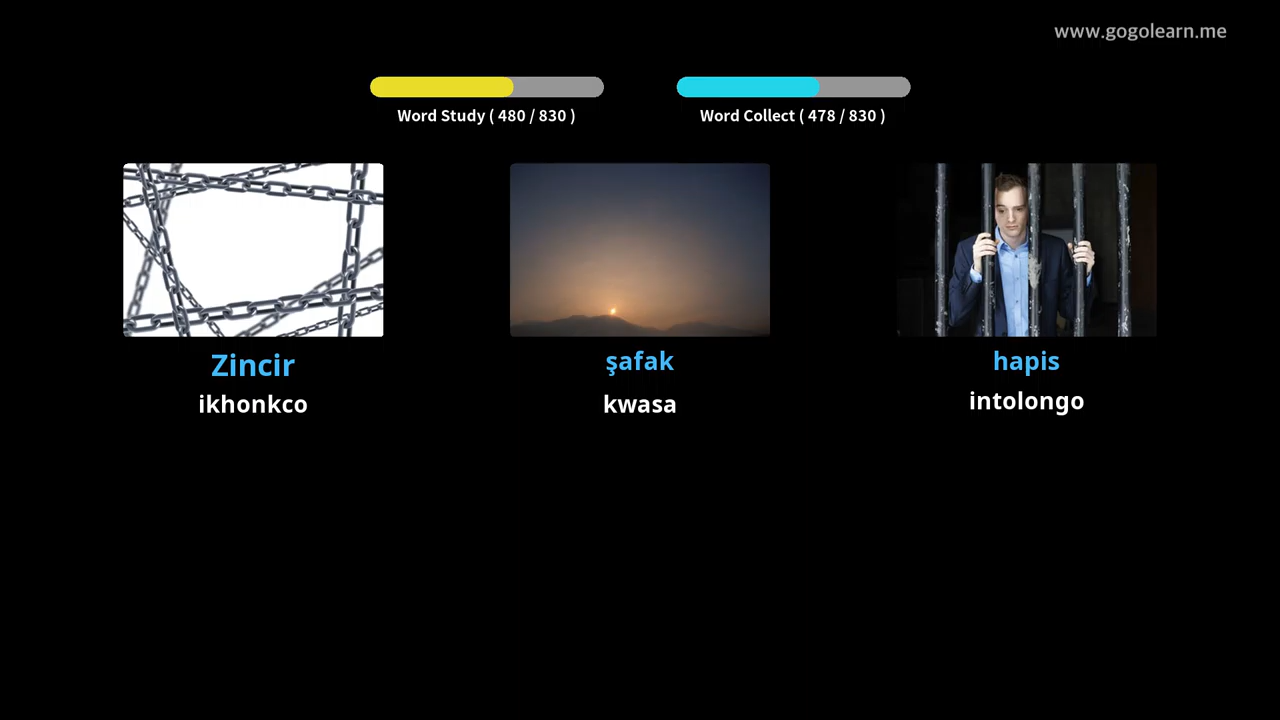 www.gogolearn.me
Word Study ( 480 / 830 )
Word Collect ( 478 / 830 )
Zincir
ikhonkco
şafak
kwasa
hapis
intolongo